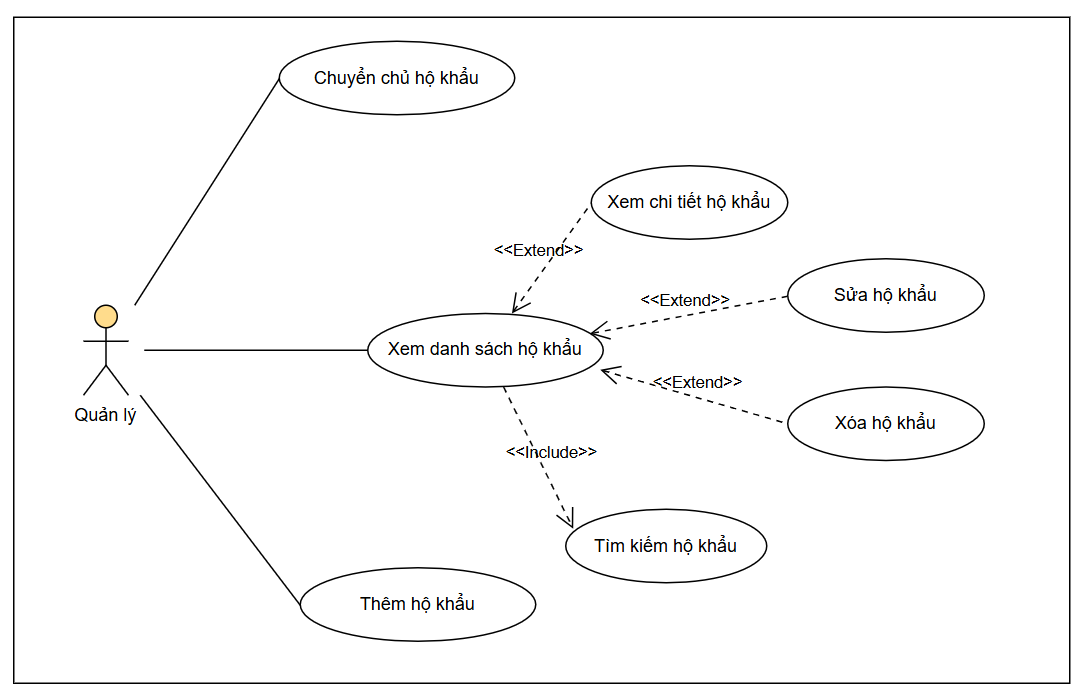 Chuyển chủ hộ khẩu
Xem chi tiết hộ khẩu
<<Extend>>
Sửa hộ khẩu
<<Extend>>
Xem danh sách hộ khẩu
<<Extend>>
Quản lý
Xóa hộ khẩu
<<Include>>
Tìm kiếm hộ khẩu
Thêm hộ khẩu